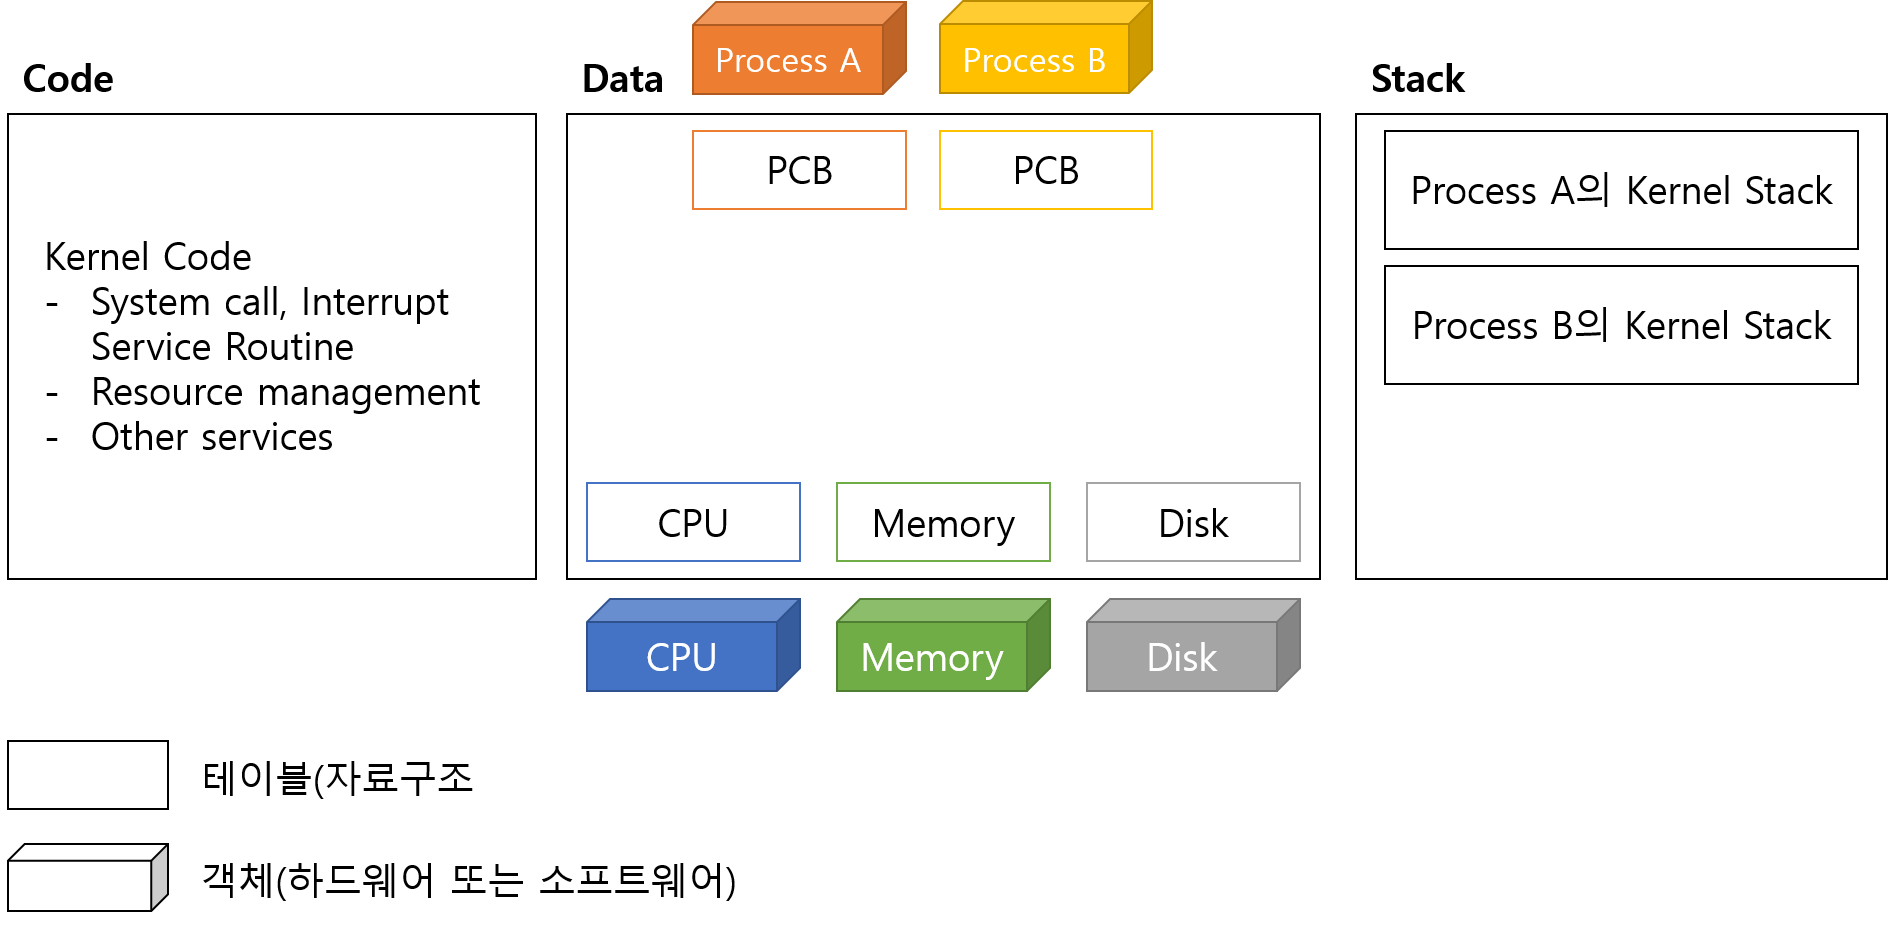 Process A
Process B
Code
Data
Stack
PCB
PCB
Process A의 Kernel Stack
Process B의 Kernel Stack
Kernel Code
- System call, Interrupt
Service Routine
- Resource management
- Other services
CPU
Memory
Disk
CPU
Memory
Disk
테이블(자료구조
객체(하드웨어 또는 소프트웨어)